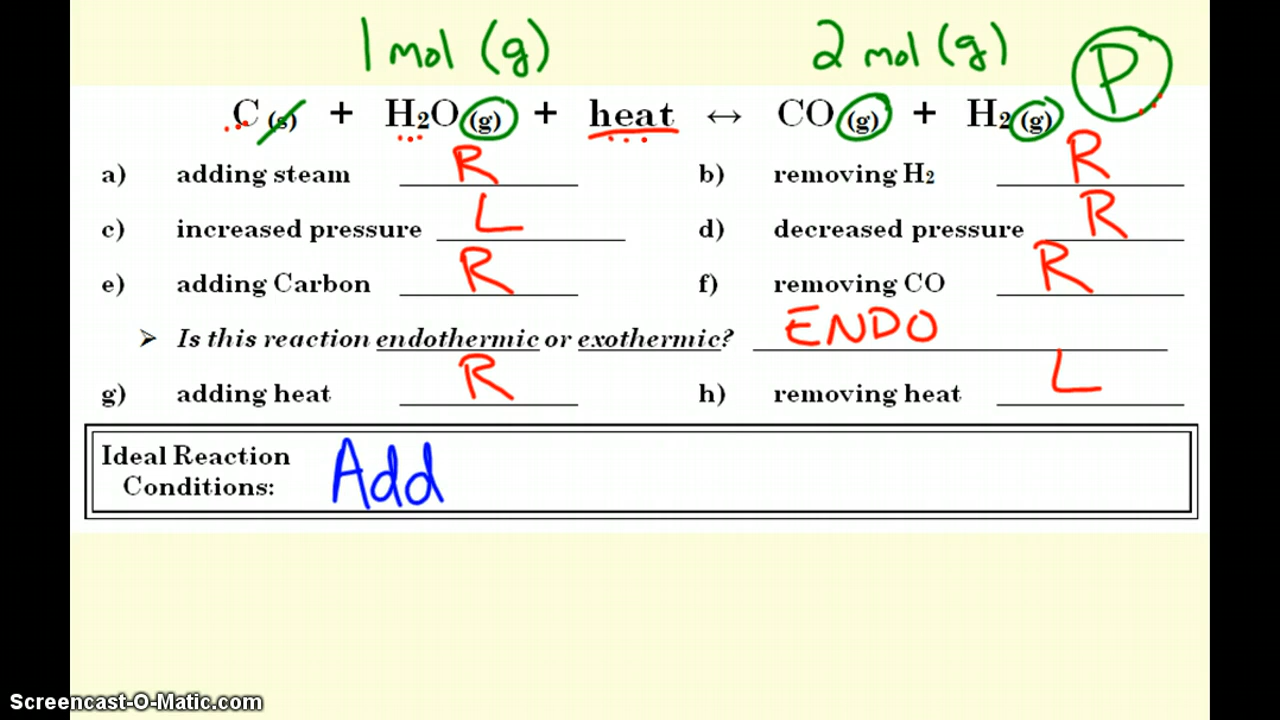 1 mol (g) 2 mol (g) P
C (s) + H₂O (g) + heat ↔ CO (g) + H₂ (g)
a) adding steam R b) removing H₂ R
c) increased pressure L d) decreased pressure R
e) adding Carbon R f) removing CO R
➢ Is this reaction endothermic or exothermic? ENDO
g) adding heat R h) removing heat L
Ideal Reaction
Conditions: Add
Screencast-O-Matic.com